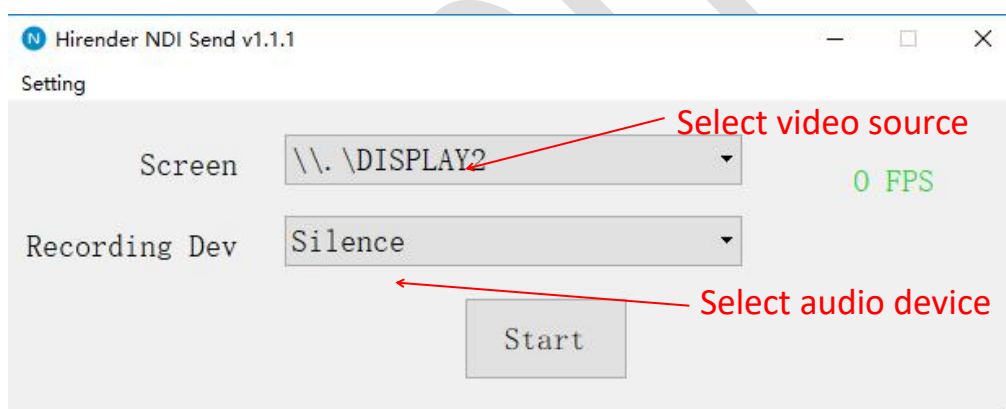 Hirender NDI Send v1.1.1
Setting
Select video source
Screen
\\.\DISPLAY2
0 FPS
Recording Dev
Silence
Select audio device
Start